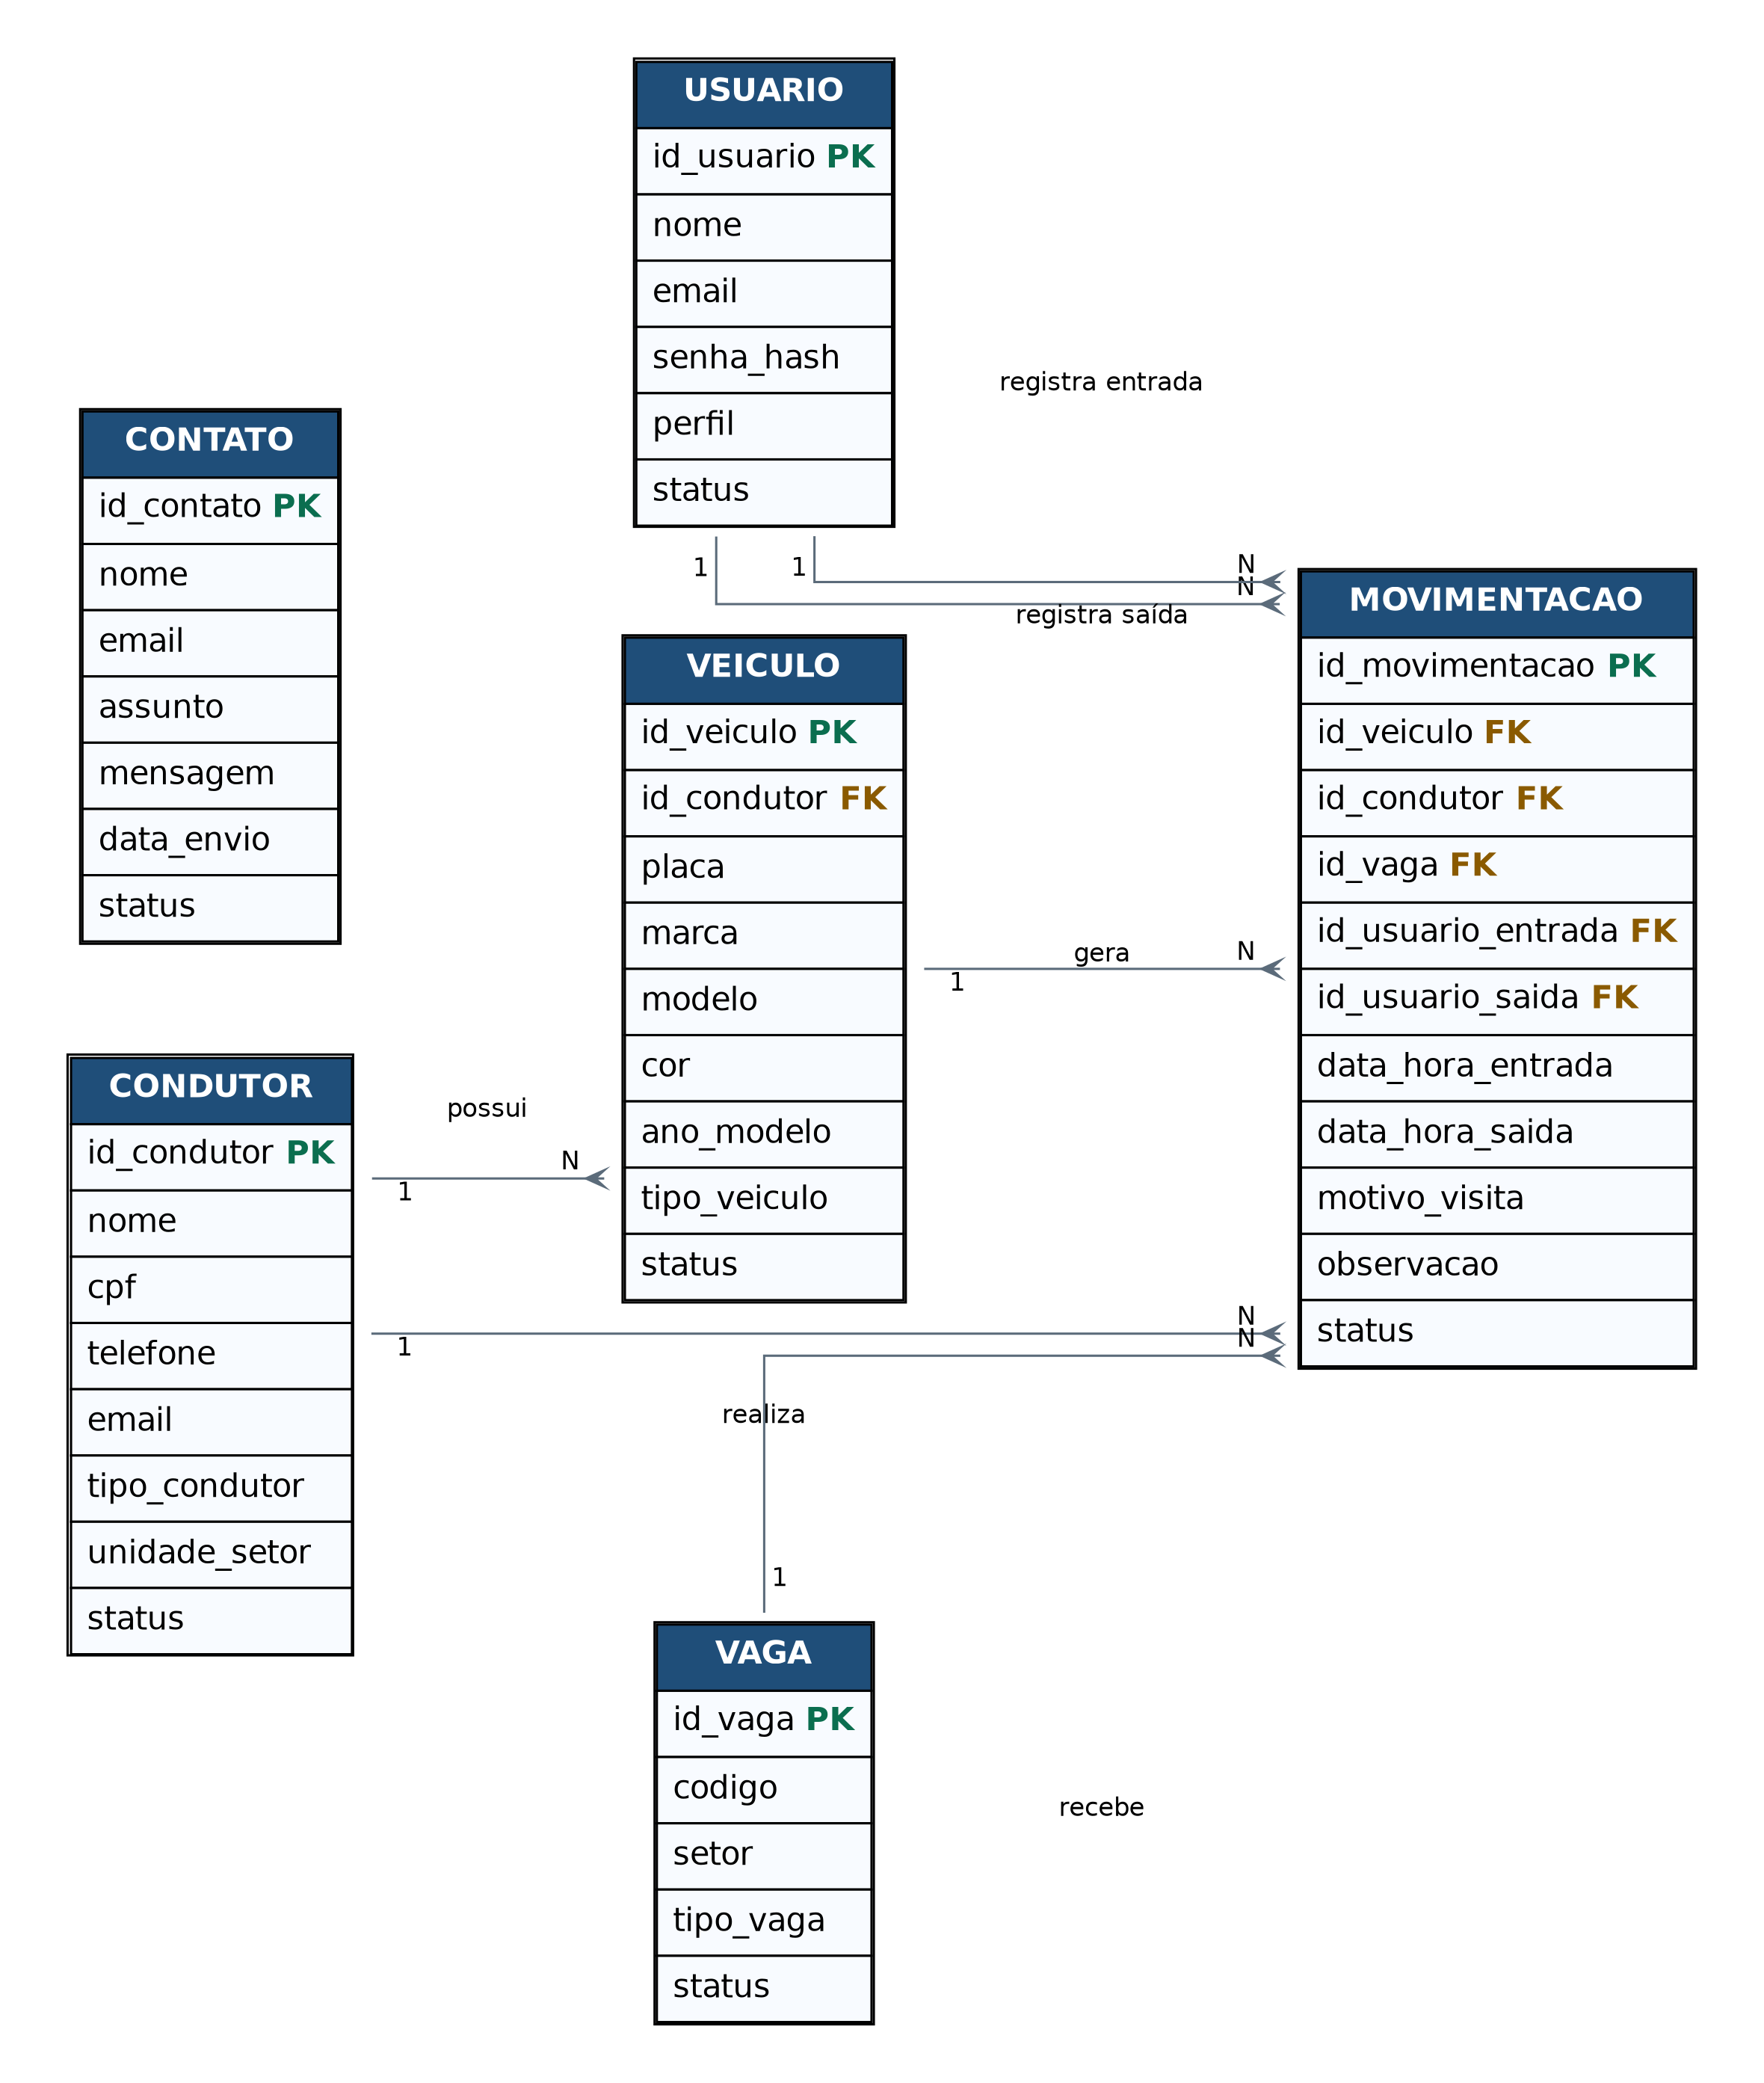 USUARIO
id_usuario PK
nome
email
senha_hash
perfil
status
registra entrada
CONTATO
id_contato PK
nome
email
assunto
mensagem
data_envio
status
1
1
N
N
registra saída
VEICULO
id_veiculo PK
id_condutor FK
placa
marca
modelo
cor
ano_modelo
tipo_veiculo
status
MOVIMENTACAO
id_movimentacao PK
id_veiculo FK
id_condutor FK
id_vaga FK
id_usuario_entrada FK
id_usuario_saida FK
data_hora_entrada
data_hora_saida
motivo_visita
observacao
status
gera
N
1
CONDUTOR
id_condutor PK
nome
cpf
telefone
email
tipo_condutor
unidade_setor
status
possui
N
1
N
N
1
realiza
1
VAGA
id_vaga PK
codigo
setor
tipo_vaga
status
recebe